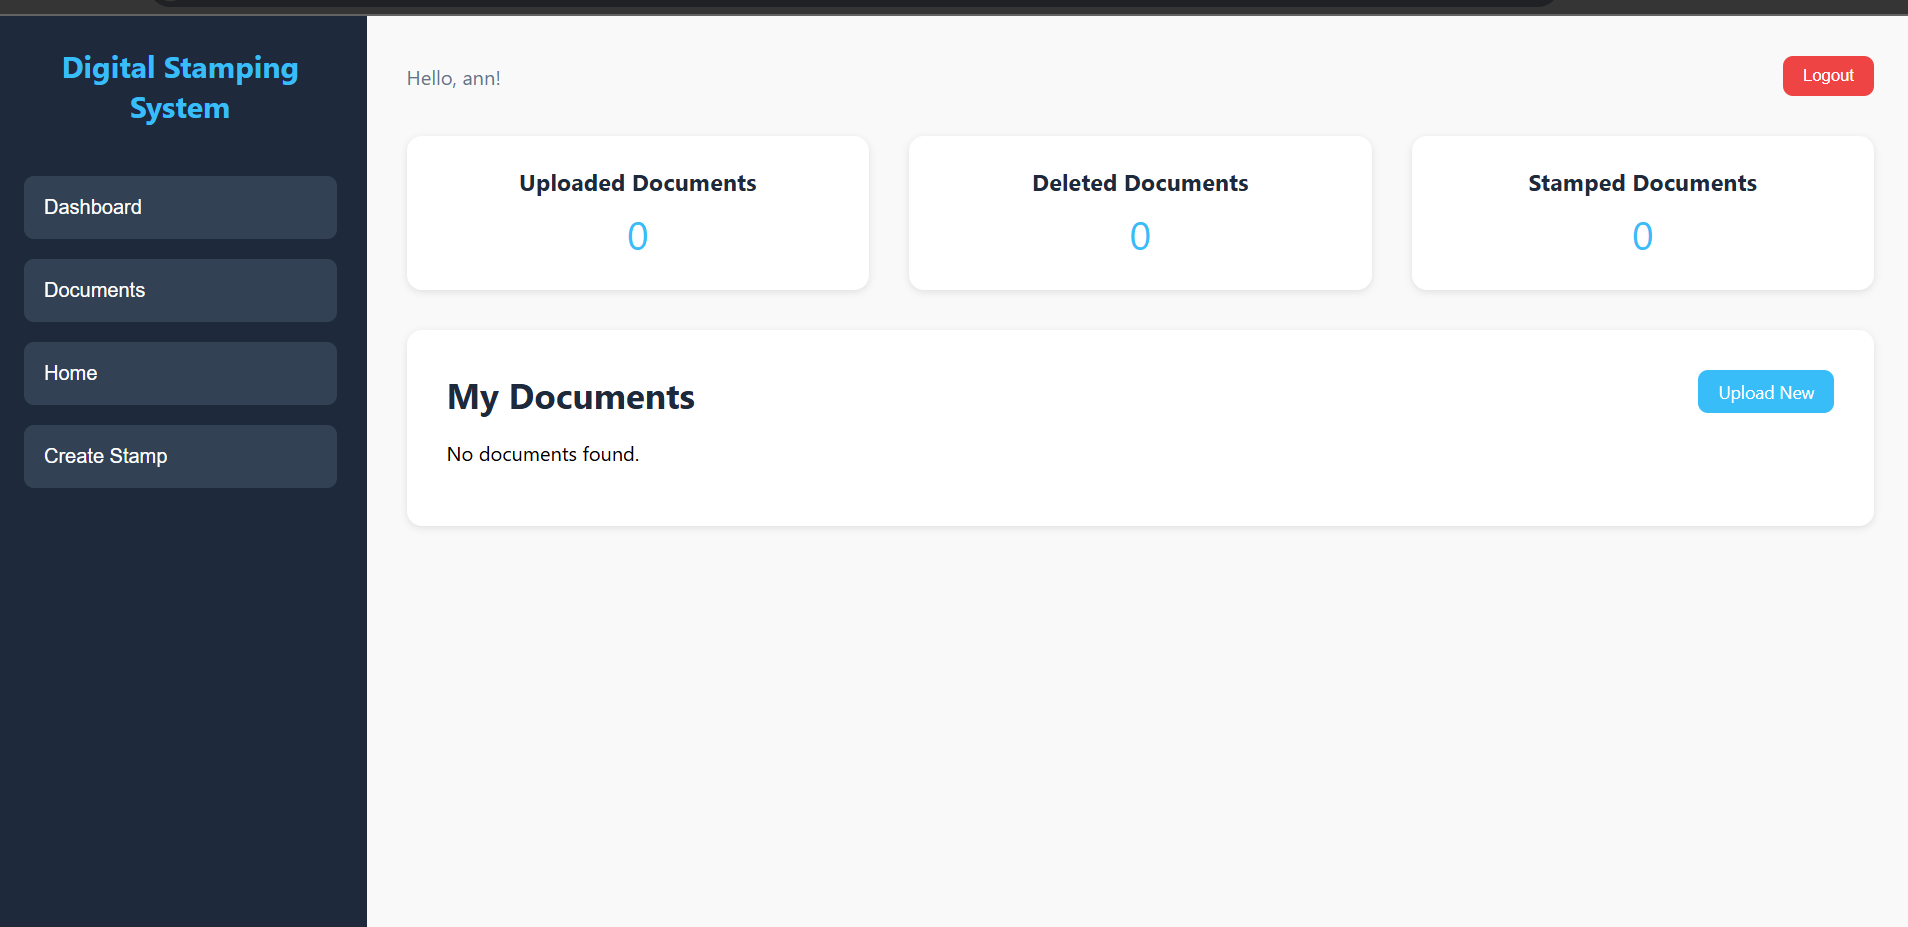 Digital Stamping
System
Dashboard
Documents
Home
Create Stamp
Hello, ann!
Logout
Uploaded Documents
0
Deleted Documents
0
Stamped Documents
0
My Documents
Upload New
No documents found.